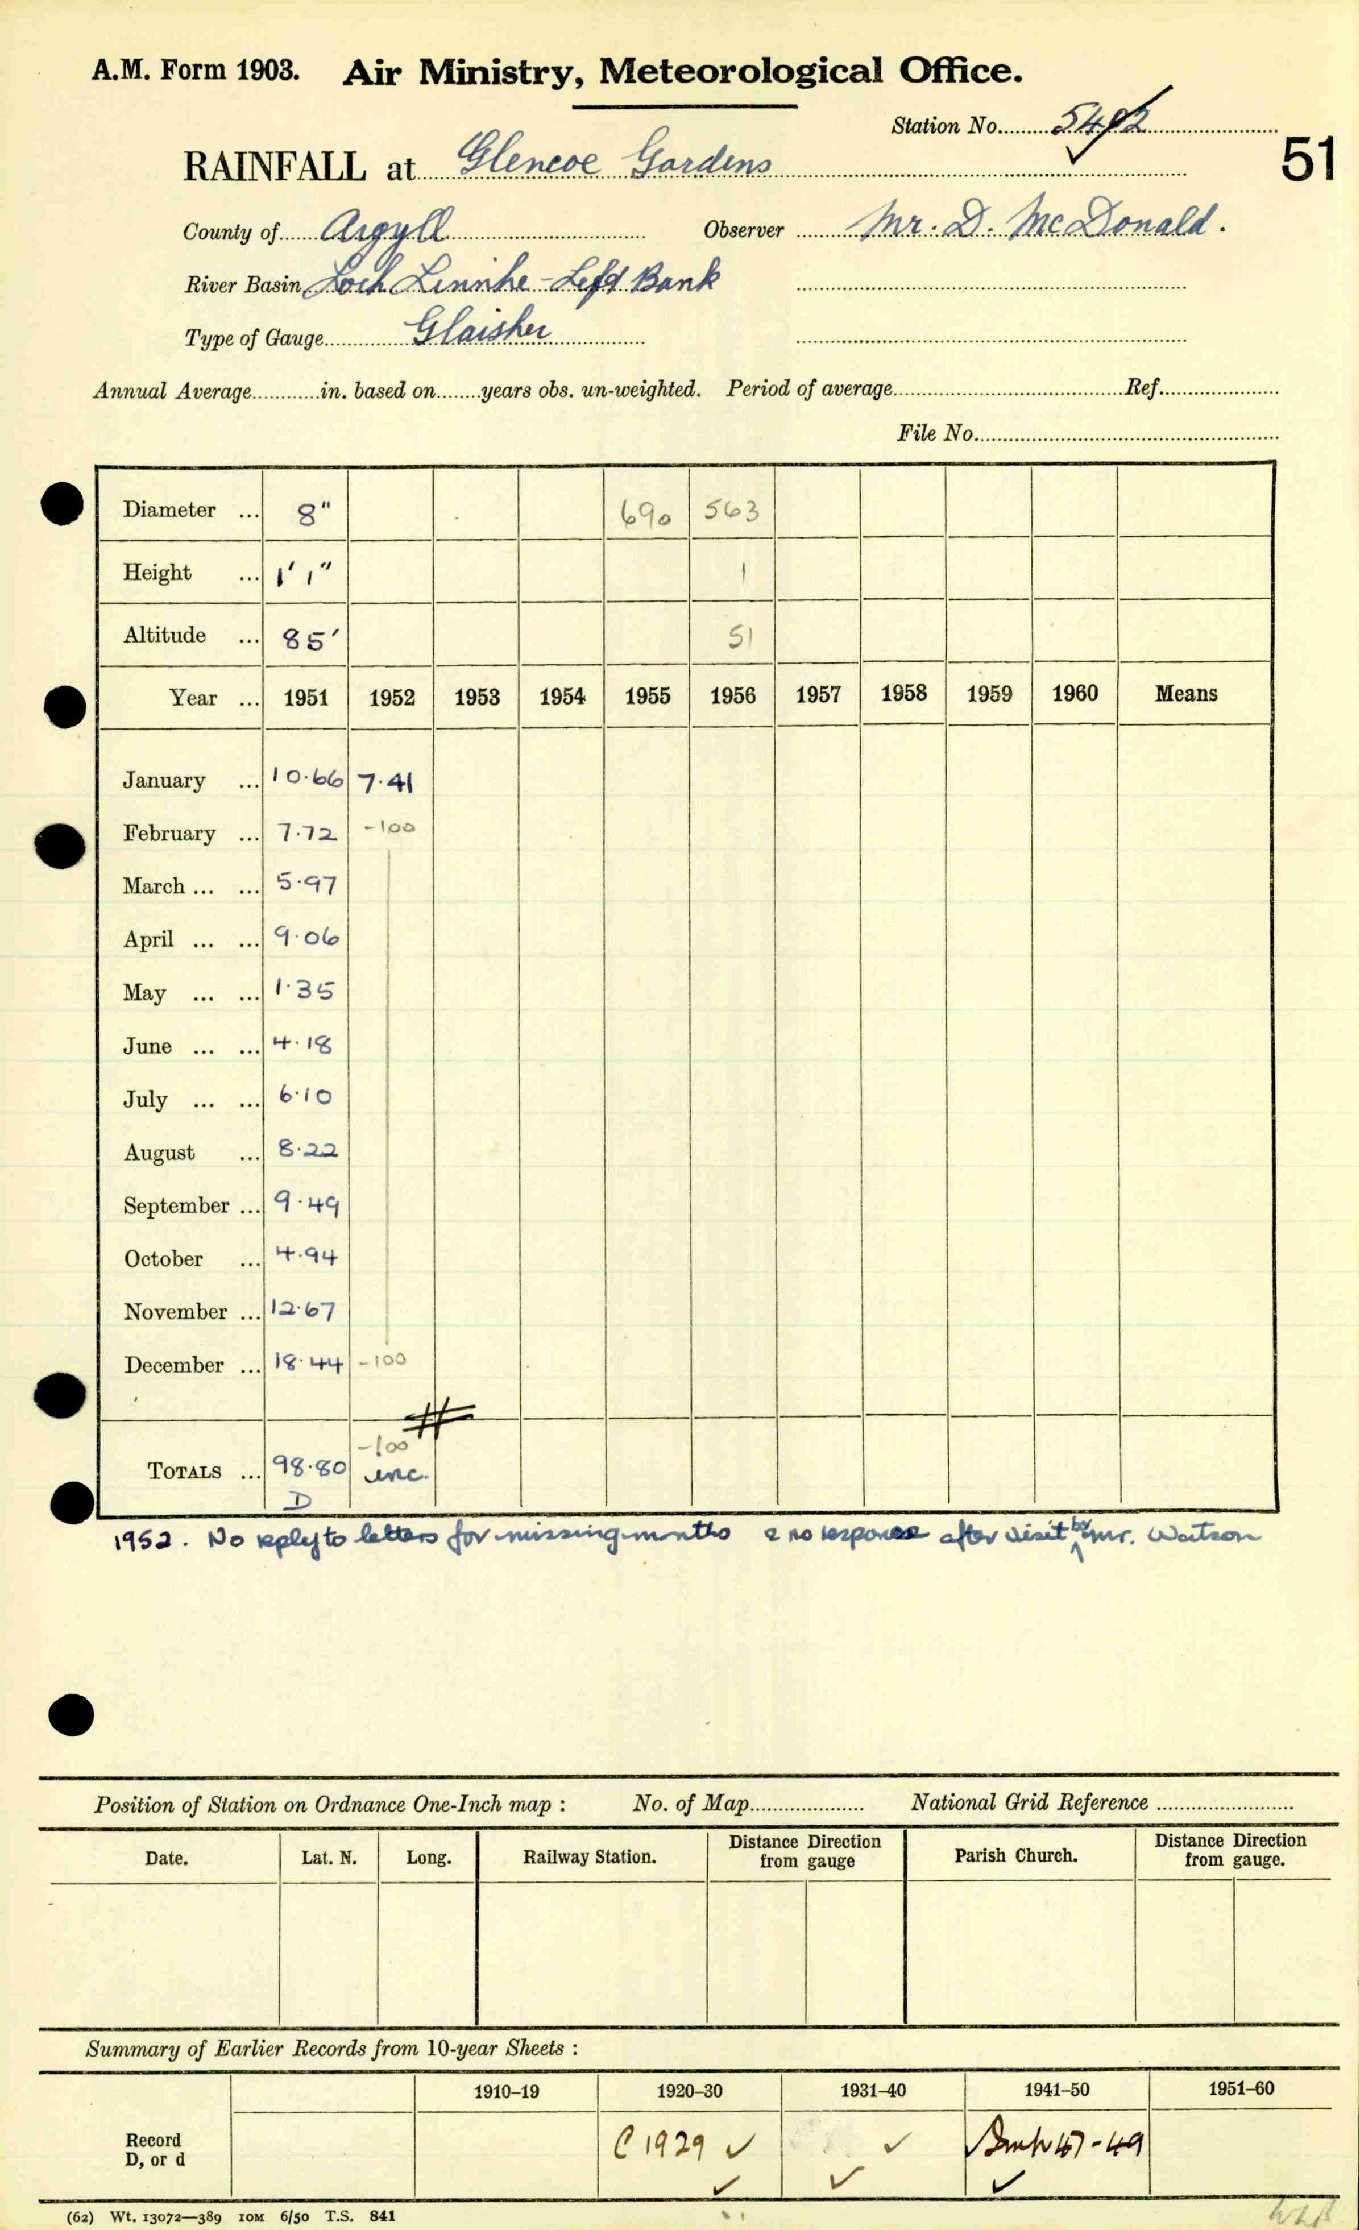 A.M. Form 1903. Air Ministry, Meteorological Office.
Station No. 5492
51
RAINFALL at Glencoe Gardens
County of Argyll Observer Mr. D. McDonald.
River Basin Loch Linnhe - Left Bank
Type of Gauge Glaisher
Annual Average in. based on years obs. un-weighted. Period of average Ref.
File No.
Diameter ... 8" 690 563
Height ... 1' 1" 1
Altitude ... 85' 51
Year ... 1951 1952 1953 1954 1955 1956 1957 1958 1959 1960 Means
January ... 10.66 7.41
February ... 7.72 -100
March ... ... 5.97
April ... ... 9.06
May ... ... 1.35
June ... ... 4.18
July ... ... 6.10
August ... 8.22
September ... 9.49
October ... 4.94
November ... 12.67
December ... 18.44 -100
-100
TOTALS ... 98.80 inc.
D
1952. No reply to letters for missing months & no response after visit by Mr. Watson
Position of Station on Ordnance One-Inch map : No. of Map National Grid Reference
Date. Lat. N. Long. Railway Station. Distance Direction from gauge Parish Church. Distance Direction from gauge.
Summary of Earlier Records from 10-year Sheets :
1910–19 1920–30 1931–40 1941–50 1951–60
Record C 1929 ✓ ✓ 47-49
D, or d ✓ ✓ ✓
(62) Wt. 13072—389 10M 6/50 T.S. 841